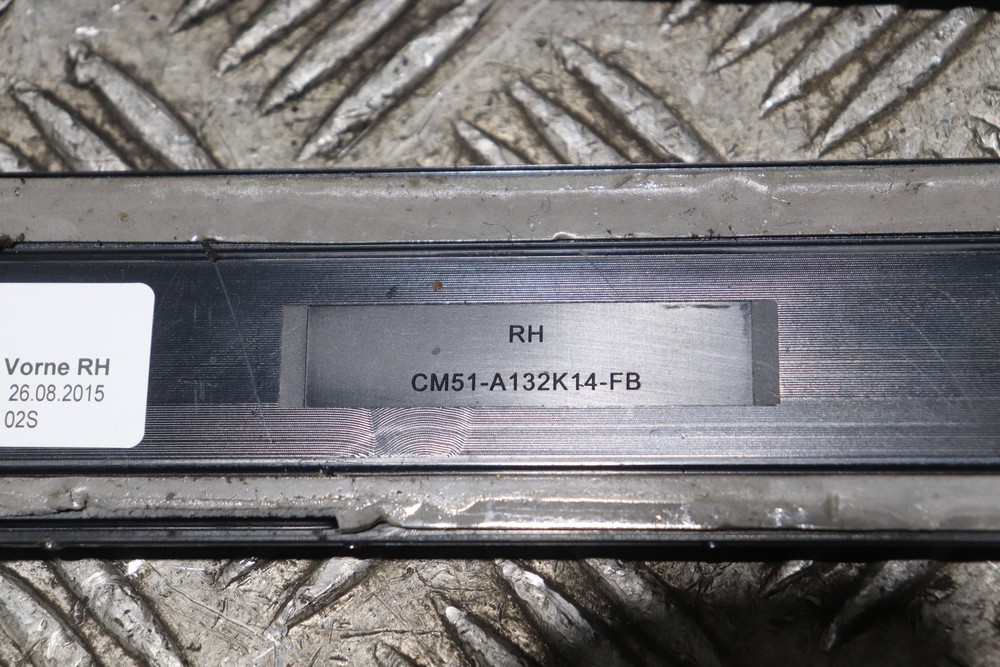 Vorne RH
26.08.2015
02S
RH
CM51-A132K14-FB